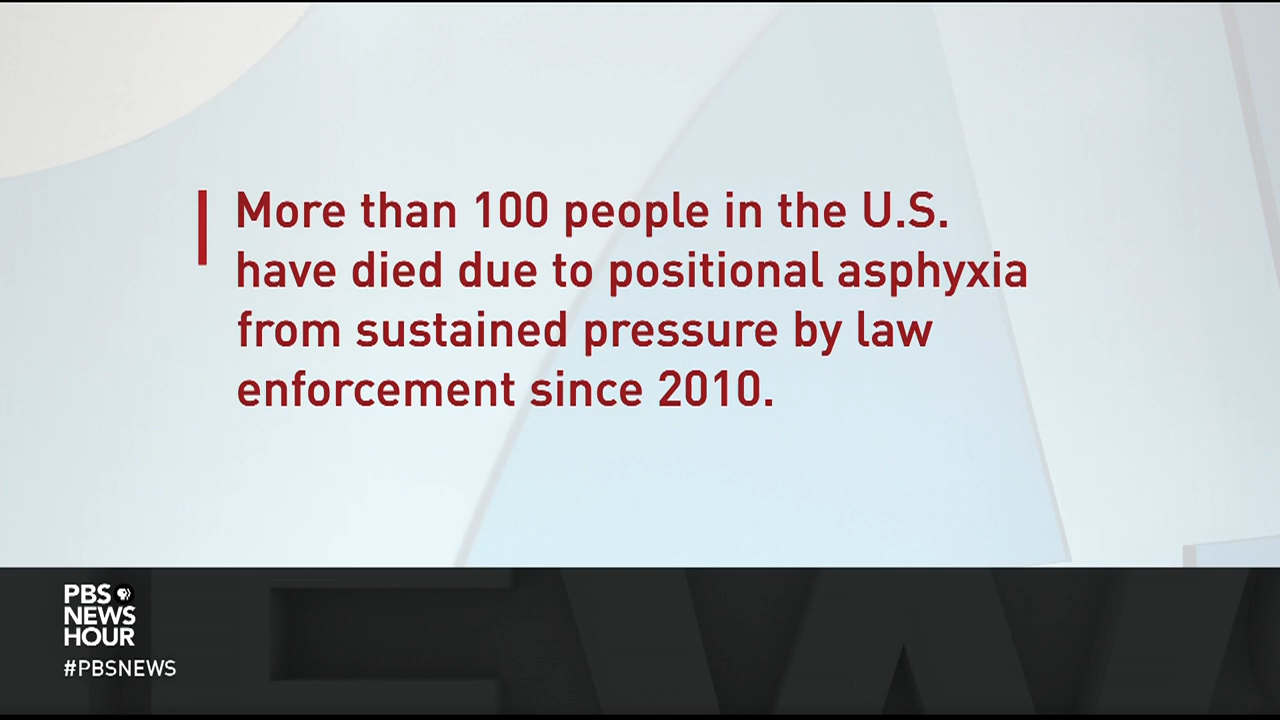 More than 100 people in the U.S.
have died due to positional asphyxia
from sustained pressure by law
enforcement since 2010.
PBS
NEWS
HOUR
#PBSNEWS